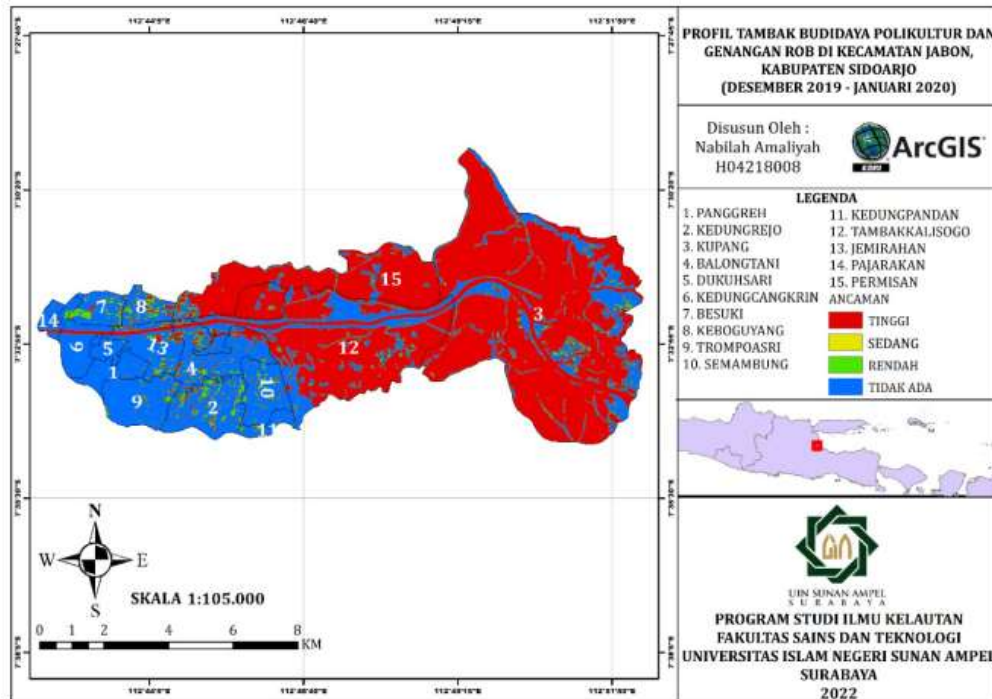 PROFIL TAMBAK BUDIDAYA POLIKULTUR DAN
GENANGAN ROB DI KECAMATAN JABON,
KABUPATEN SIDOARJO
(DESEMBER 2019 - JANUARI 2020)
Disusun Oleh :
Nabilah Amaliyah
H04218008
ArcGIS
esri
LEGENDA
1. PANGGREH
2. KEDUNGREJO
3. KUPANG
4. BALONGTANI
5. DUKUHSARI
6. KEDUNGCANGKRIN
7. BESUKI
8. KEBOGUYANG
9. TROMPOASRI
10. SEMAMBUNG
11. KEDUNGPANDAN
12. TAMBAKKALISOGO
13. JEMIRAHAN
14. PAJARAKAN
15. PERMISAN
ANCAMAN
TINGGI
SEDANG
RENDAH
TIDAK ADA
14
7
8
15
3
6
5
13
12
1
4
9
2
10
11
N
W E
S
SKALA 1:105.000
0 1 2 4 6 8
KM
UIN SUNAN AMPEL
SURABAYA
PROGRAM STUDI ILMU KELAUTAN
FAKULTAS SAINS DAN TEKNOLOGI
UNIVERSITAS ISLAM NEGERI SUNAN AMPEL
SURABAYA
2022